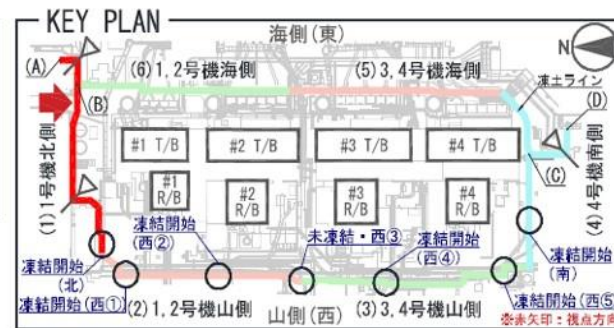 KEY PLAN
海側(東)
N
(A)
(6)1,2号機海側
(5)3,4号機海側
凍土ライン
(B)
(D)
#1 T/B
#2 T/B
#3 T/B
#4 T/B
(C)
(1)1号機北側
#1
R/B
#2
R/B
#3
R/B
#4
R/B
(4)4号機南側
凍結開始
(西②)
未凍結・西③
凍結開始
(西④)
凍結開始
(北)
凍結開始
(南)
凍結開始(西①)
(2)1,2号機山側
山側(西)
(3)3,4号機山側
凍結開始(西⑤)
※赤矢印:視点方向